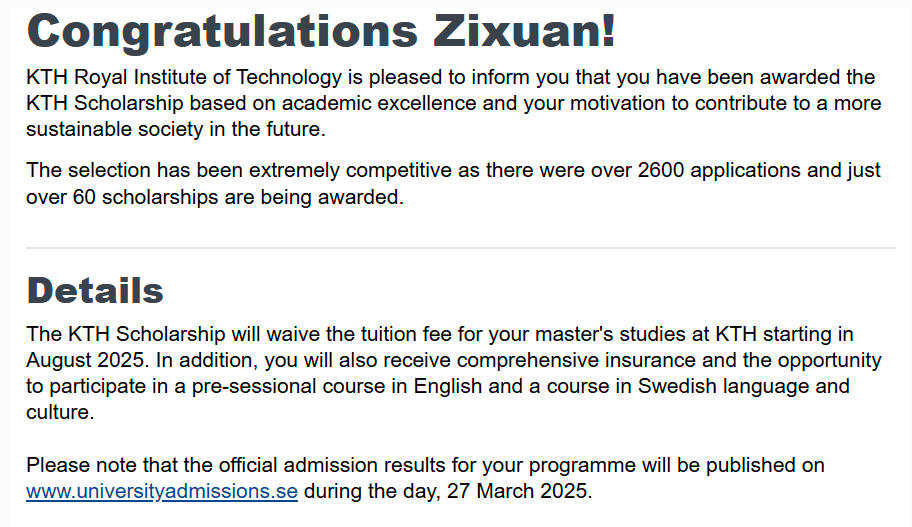 Congratulations Zixuan!
KTH Royal Institute of Technology is pleased to inform you that you have been awarded the
KTH Scholarship based on academic excellence and your motivation to contribute to a more
sustainable society in the future.
The selection has been extremely competitive as there were over 2600 applications and just
over 60 scholarships are being awarded.
Details
The KTH Scholarship will waive the tuition fee for your master's studies at KTH starting in
August 2025. In addition, you will also receive comprehensive insurance and the opportunity
to participate in a pre-sessional course in English and a course in Swedish language and
culture.
Please note that the official admission results for your programme will be published on
www.universityadmissions.se during the day, 27 March 2025.